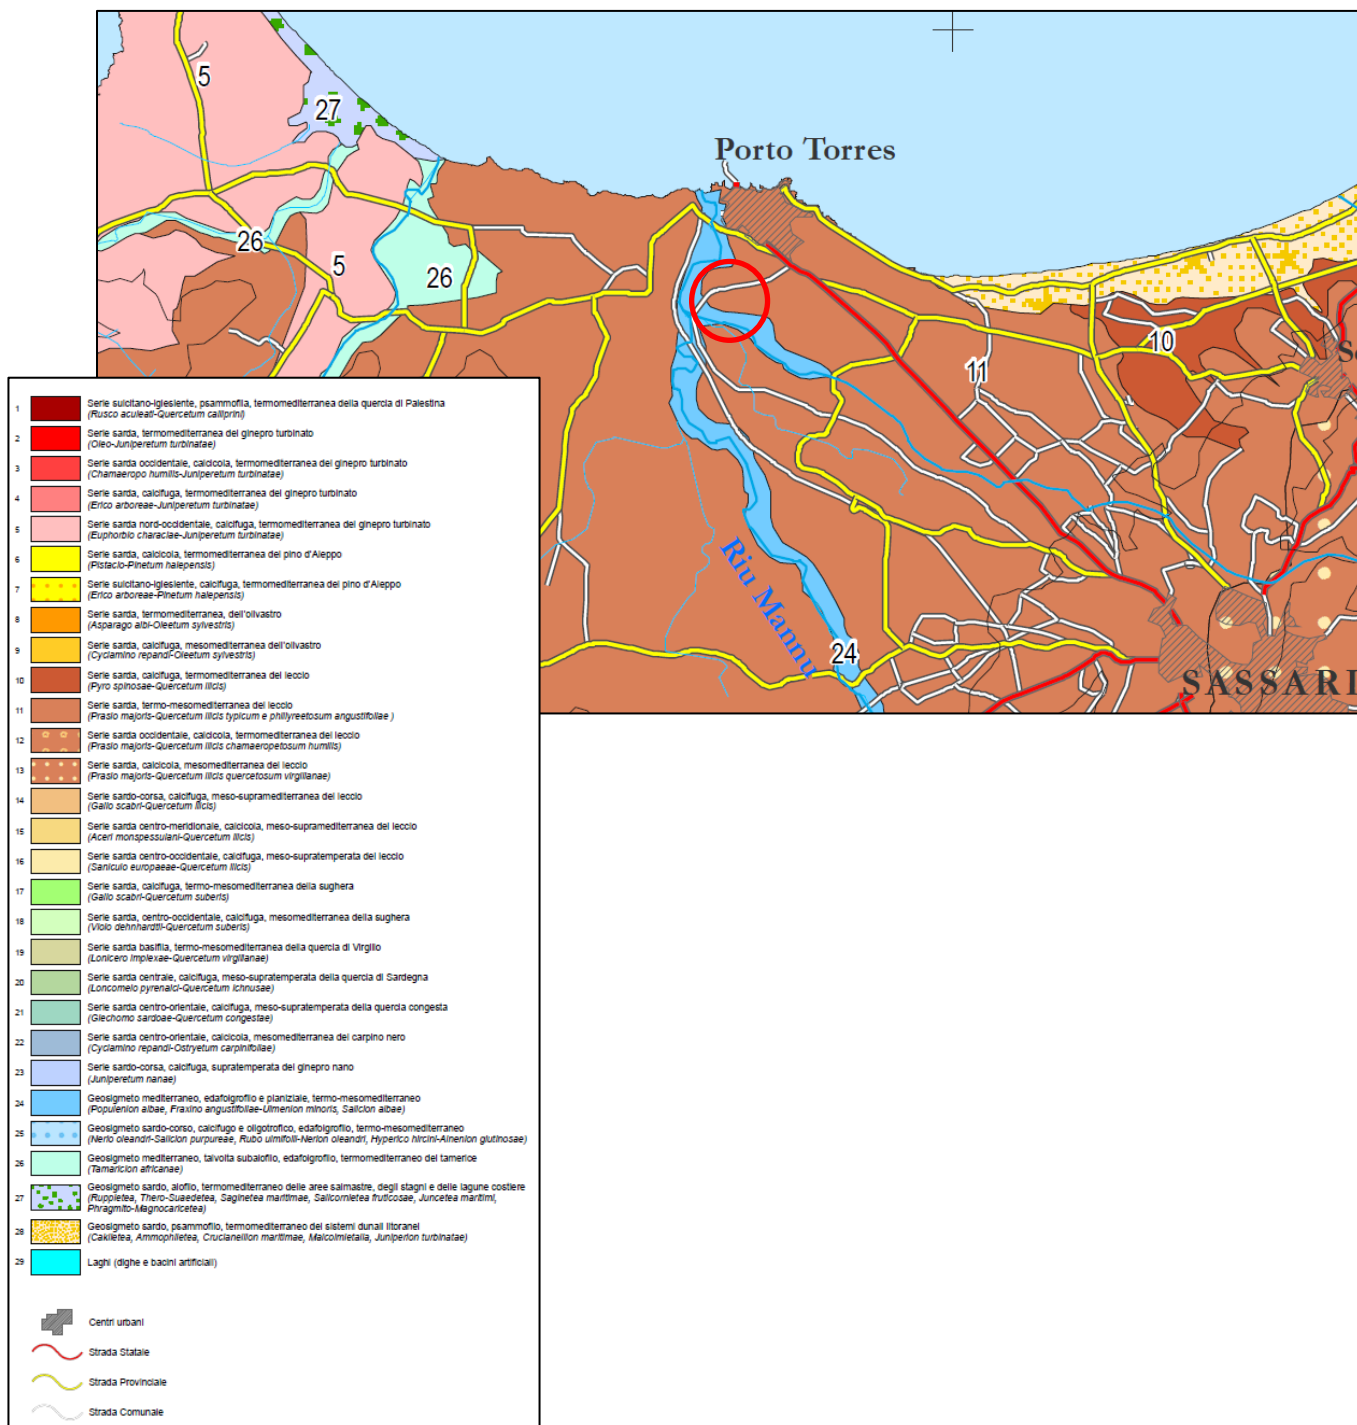 5
27
Porto Torres
26
5
26
10
11
Riu Mannu
24
SASSARI
1 Serie sulcitano-iglesiente, psammofila, termomediterranea della quercia di Palestina
(Rusco aculeati-Quercetum calliprini)
2 Serie sarda, termomediterranea del ginepro turbinato
(Oleo-Juniperetum turbinatae)
3 Serie sarda occidentale, calcicola, termomediterranea del ginepro turbinato
(Chamaeropo humilis-Juniperetum turbinatae)
4 Serie sarda, calcifuga, termomediterranea del ginepro turbinato
(Erico arboreae-Juniperetum turbinatae)
5 Serie sarda nord-occidentale, calcifuga, termomediterranea del ginepro turbinato
(Euphorbio characiae-Juniperetum turbinatae)
6 Serie sarda, calcicola, termomediterranea del pino d'Aleppo
(Pistacio-Pinetum halepensis)
7 Serie sulcitano-iglesiente, calcifuga, termomediterranea del pino d'Aleppo
(Erico arboreae-Pinetum halepensis)
8 Serie sarda, termomediterranea, dell'olivastro
(Asparago albi-Oleetum sylvestris)
9 Serie sarda, calcifuga, mesomediterranea dell'olivastro
(Cyclamino repandi-Oleetum sylvestris)
10 Serie sarda, calcifuga, termomediterranea del leccio
(Pyro spinosae-Quercetum ilicis)
11 Serie sarda, termo-mesomediterranea del leccio
(Prasio majoris-Quercetum ilicis typicum e phillyreetosum angustifoliae )
12 Serie sarda occidentale, calcicola, termomediterranea del leccio
(Prasio majoris-Quercetum ilicis chamaeropetosum humilis)
13 Serie sarda, calcicola, mesomediterranea del leccio
(Prasio majoris-Quercetum ilicis quercetosum virgilianae)
14 Serie sardo-corsa, calcifuga, meso-supramediterranea del leccio
(Galio scabri-Quercetum ilicis)
15 Serie sarda centro-meridionale, calcicola, meso-supramediterranea del leccio
(Aceri monspessulani-Quercetum ilicis)
16 Serie sarda centro-occidentale, calcifuga, meso-supratemperata del leccio
(Saniculo europaeae-Quercetum ilicis)
17 Serie sarda, calcifuga, termo-mesomediterranea della sughera
(Galio scabri-Quercetum suberis)
18 Serie sarda, centro-occidentale, calcifuga, mesomediterranea della sughera
(Violo dehnhardtii-Quercetum suberis)
19 Serie sarda basifila, termo-mesomediterranea della quercia di Virgilio
(Lonicero implexae-Quercetum virgilianae)
20 Serie sarda centrale, calcifuga, meso-supratemperata della quercia di Sardegna
(Loncomelo pyrenaici-Quercetum ichnusae)
21 Serie sarda centro-orientale, calcifuga, meso-supratemperata della quercia congesta
(Glechomo sardoae-Quercetum congestae)
22 Serie sarda centro-orientale, calcicola, mesomediterranea del carpino nero
(Cyclamino repandi-Ostryetum carpinifoliae)
23 Serie sardo-corsa, calcifuga, supratemperata del ginepro nano
(Juniperetum nanae)
24 Geosigmeto mediterraneo, edafoigrofilo e planiziale, termo-mesomediterraneo
(Populenion albae, Fraxino angustifoliae-Ulmenion minoris, Salicion albae)
25 Geosigmeto sardo-corso, calcifugo e oligotrofico, edafoigrofilo, termo-mesomediterraneo
(Nerio oleandri-Salicion purpureae, Rubo ulmifolii-Nerion oleandri, Hyperico hircini-Alnenion glutinosae)
26 Geosigmeto mediterraneo, talvolta subalofilo, edafoigrofilo, termomediterraneo del tamerice
(Tamaricion africanae)
27 Geosigmeto sardo, alofilo, termomediterraneo delle aree salmastre, degli stagni e delle lagune costiere
(Ruppietea, Thero-Suaedetea, Saginetea maritimae, Salicornietea fruticosae, Juncetea maritimi,
Phragmito-Magnocaricetea)
28 Geosigmeto sardo, psammofilo, termomediterraneo dei sistemi dunali litoranei
(Cakiletea, Ammophiletea, Crucianellion maritimae, Malcolmietalia, Juniperion turbinatae)
29 Laghi (dighe e bacini artificiali)
Centri urbani
Strada Statale
Strada Provinciale
Strada Comunale